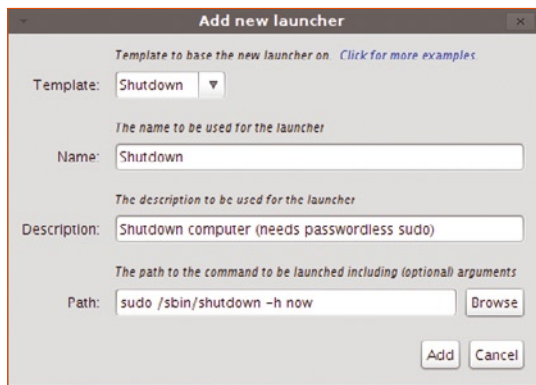 Add new launcher
Template to base the new launcher on. Click for more examples.
Template: Shutdown
The name to be used for the launcher
Name: Shutdown
The description to be used for the launcher
Description: Shutdown computer (needs passwordless sudo)
The path to the command to be launched including (optional) arguments
Path: sudo /sbin/shutdown -h now Browse
Add Cancel